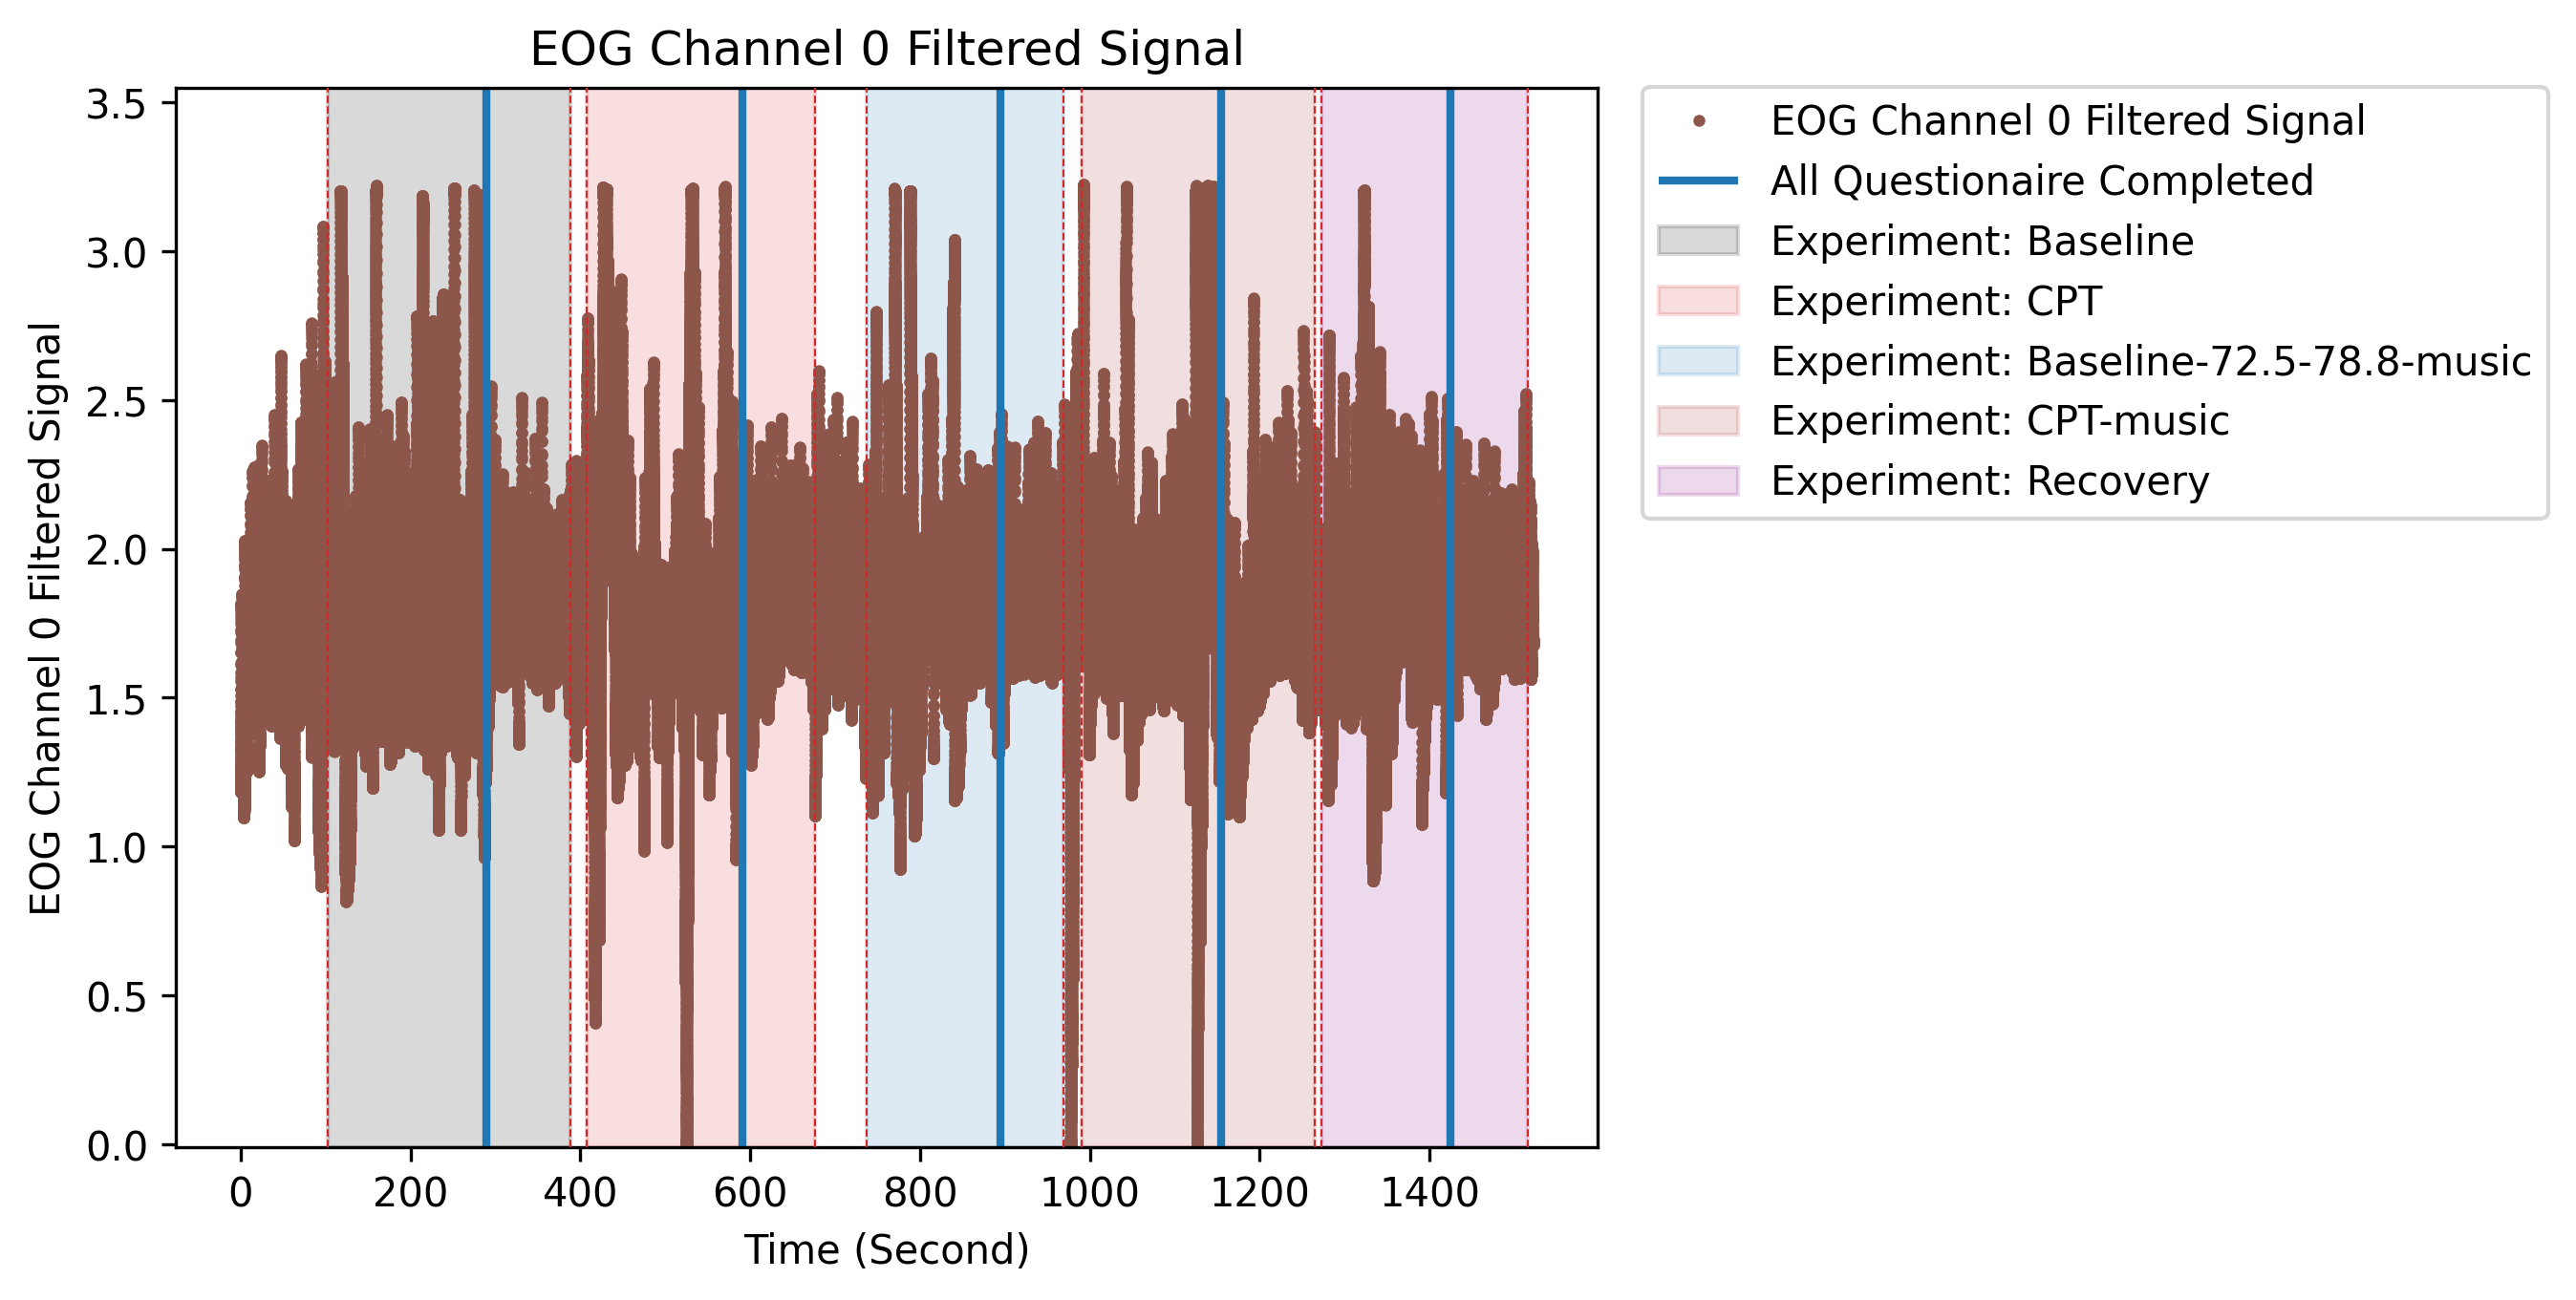 EOG Channel 0 Filtered Signal
3.5
3.0
2.5
2.0
1.5
1.0
0.5
0.0
EOG Channel 0 Filtered Signal
0 200 400 600 800 1000 1200 1400
Time (Second)
EOG Channel 0 Filtered Signal
All Questionaire Completed
Experiment: Baseline
Experiment: CPT
Experiment: Baseline-72.5-78.8-music
Experiment: CPT-music
Experiment: Recovery